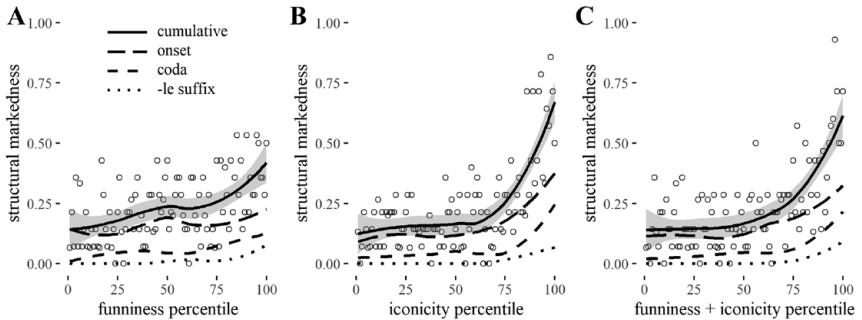 A
structural markedness
1.00
0.75
0.50
0.25
0.00
cumulative
onset
coda
-le suffix
0 25 50 75 100
funniness percentile
B
structural markedness
1.00
0.75
0.50
0.25
0.00
0 25 50 75 100
iconicity percentile
C
structural markedness
1.00
0.75
0.50
0.25
0.00
0 25 50 75 100
funniness + iconicity percentile